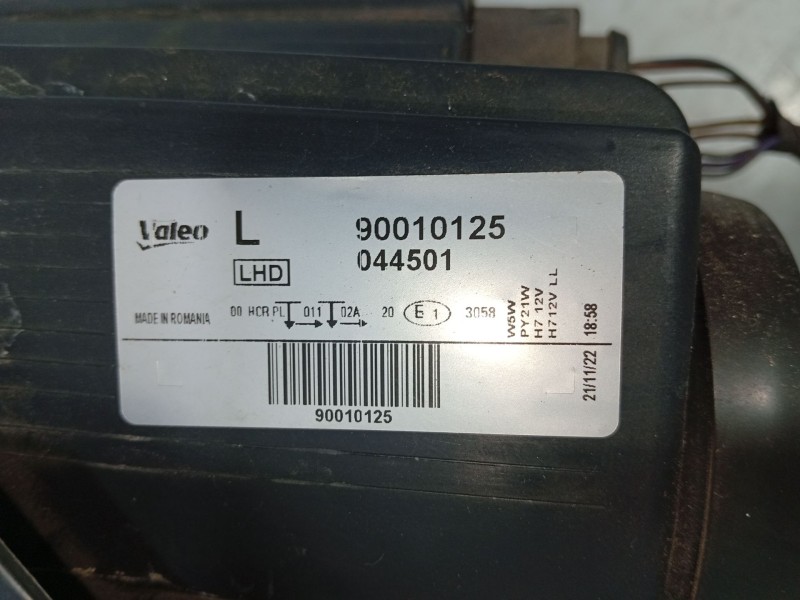 Valeo L 90010125
LHD 044501
MADE IN ROMANIA 00 HCR PL 011 02A 20 E1 3058
W5W
PY21W
H7 12V
H7 12V LL
21/11/22 18:58
90010125